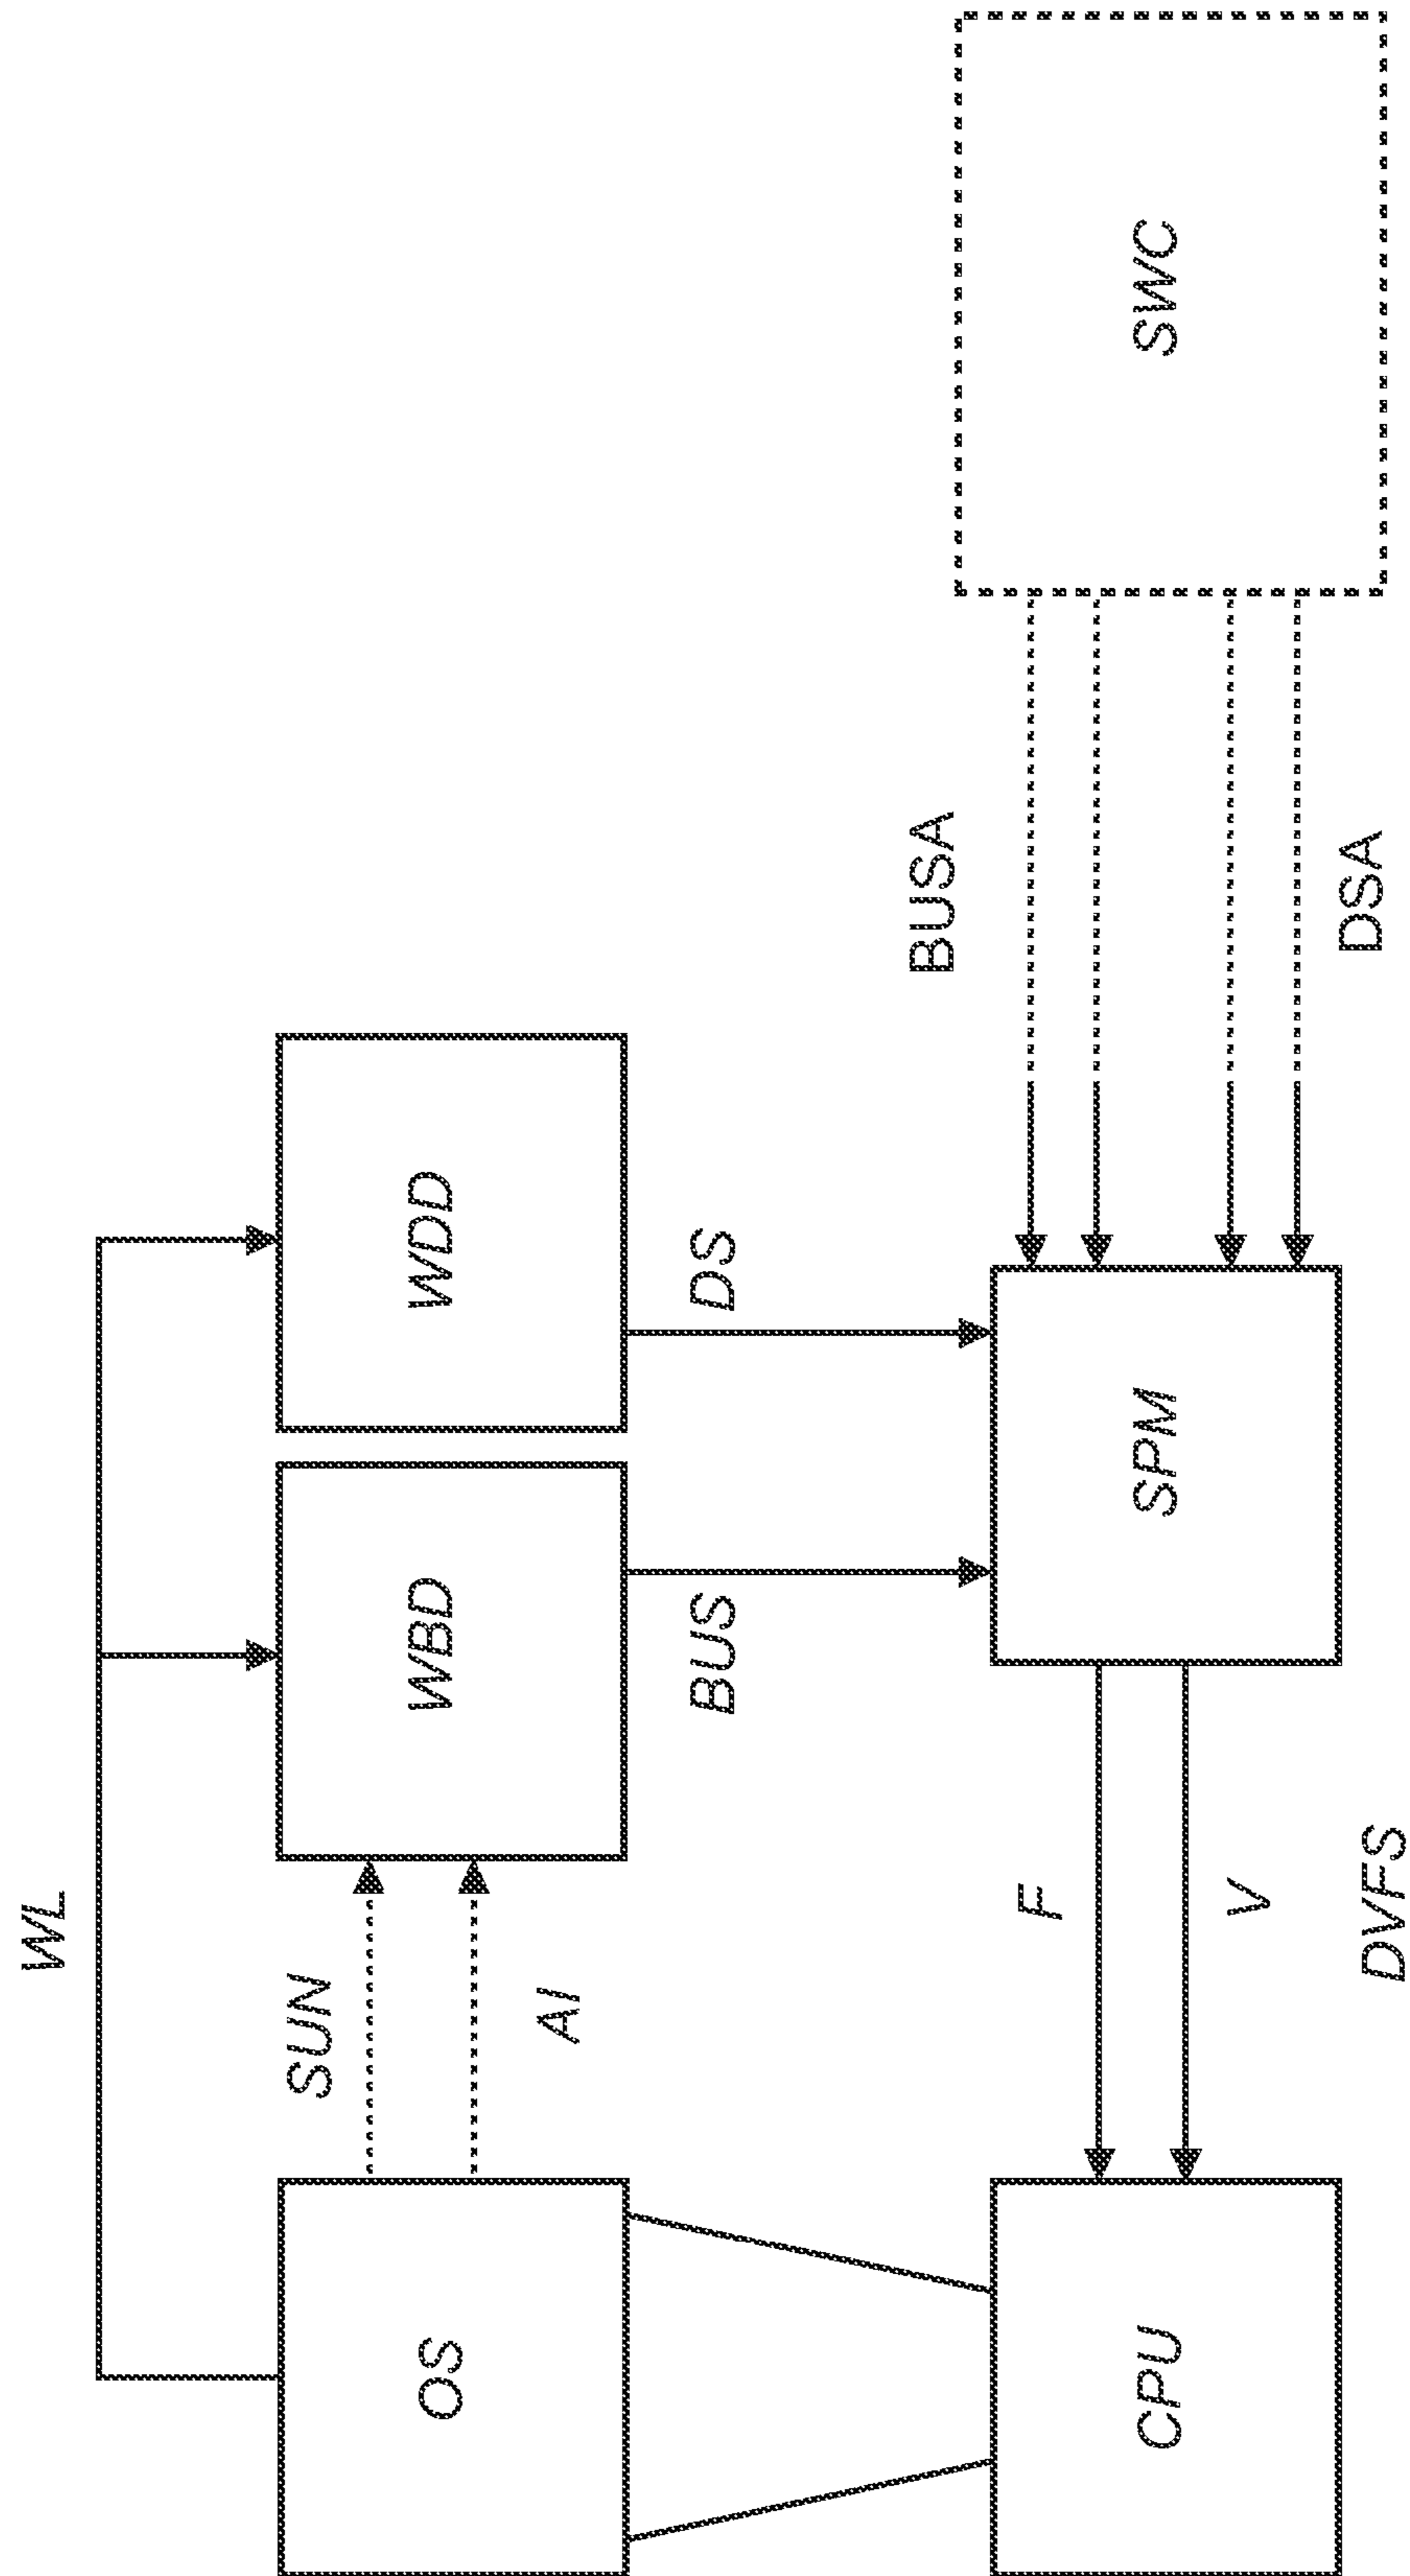 WL
SUN
AI
OS
WBD
WDD
BUS
DS
F
V
DVFS
CPU
SPM
BUSA
DSA
SWC